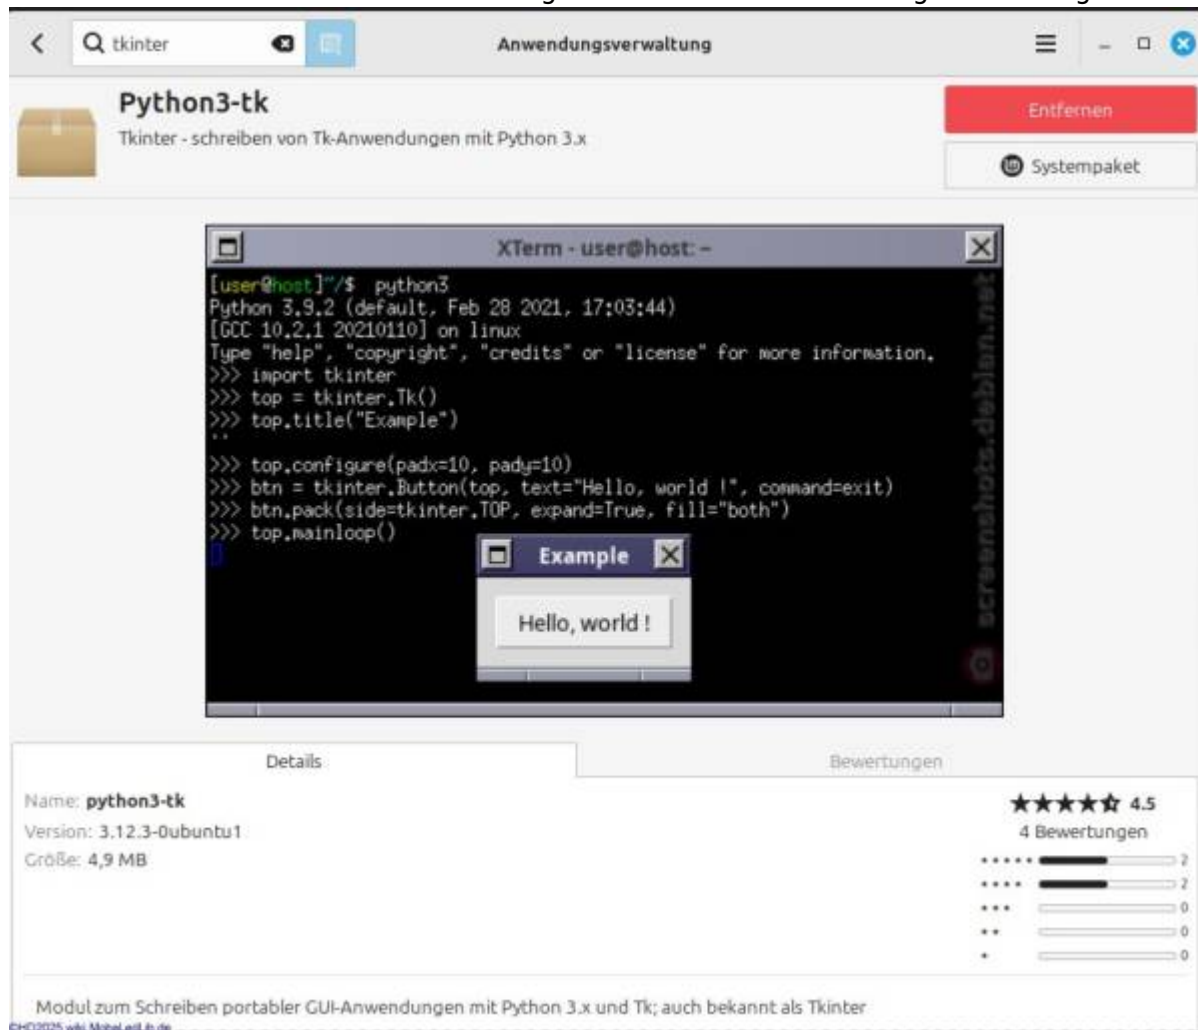 tkinter
Anwendungsverwaltung
Python3-tk
Tkinter - schreiben von Tk-Anwendungen mit Python 3.x
Entfernen
Systempaket
XTerm - user@host: ~
[user@host]~/$ python3
Python 3.9.2 (default, Feb 28 2021, 17:03:44)
[GCC 10.2.1 20210110] on linux
Type "help", "copyright", "credits" or "license" for more information.
>>> import tkinter
>>> top = tkinter.Tk()
>>> top.title("Example")
''
>>> top.configure(padx=10, pady=10)
>>> btn = tkinter.Button(top, text="Hello, world !", command=exit)
>>> btn.pack(side=tkinter.TOP, expand=True, fill="both")
>>> top.mainloop()
Example
Hello, world !
screenshots.debian.net
Details
Bewertungen
Name: python3-tk
Version: 3.12.3-0ubuntu1
Größe: 4,9 MB
4.5
4 Bewertungen
2
2
0
0
0
Modul zum Schreiben portabler GUI-Anwendungen mit Python 3.x und Tk; auch bekannt als Tkinter